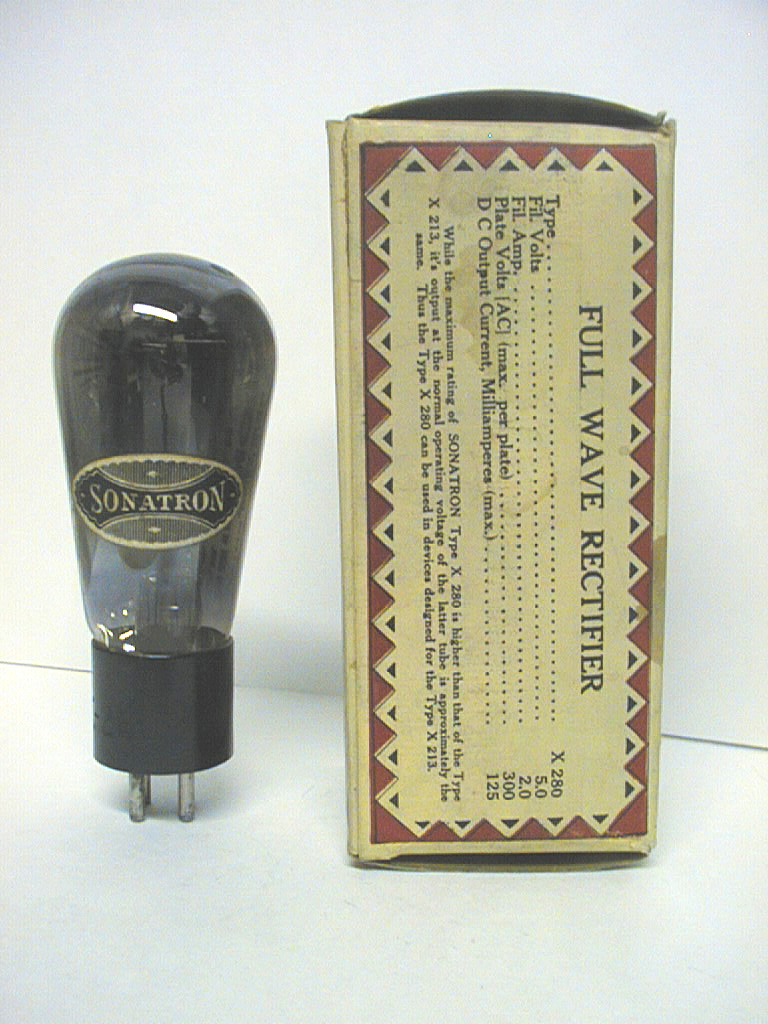 SONATRON
FULL WAVE RECTIFIER
Type X 280
Fil. Volts 5.0
Fil. Amp. 2.0
Plate Volts [AC] (max. per plate) 300
D C Output Current, Milliamperes (max.) 125
While the maximum rating of SONATRON Type X 280 is higher than that of the Type
X 213, it's output at the normal operating voltage of the latter tube is approximately the
same. Thus the Type X 280 can be used in devices designed for the Type X 213.